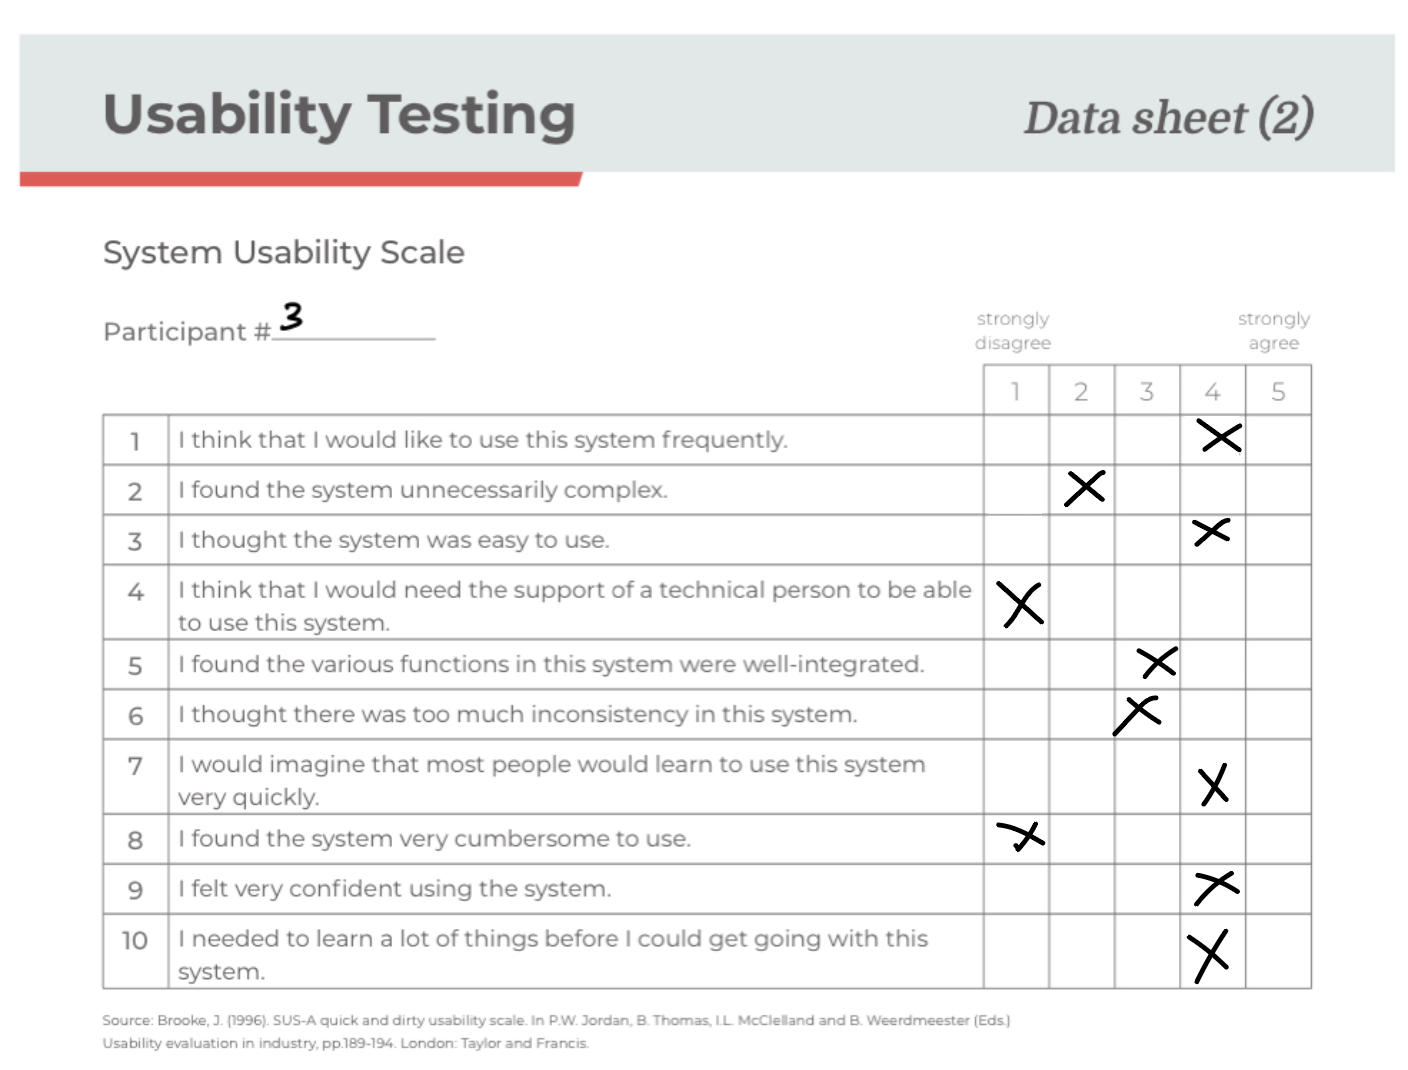 Usability Testing
Data sheet (2)
System Usability Scale
Participant # 3
strongly disagree
strongly agree
1 2 3 4 5
1 I think that I would like to use this system frequently.
2 I found the system unnecessarily complex.
3 I thought the system was easy to use.
4 I think that I would need the support of a technical person to be able
to use this system.
5 I found the various functions in this system were well-integrated.
6 I thought there was too much inconsistency in this system.
7 I would imagine that most people would learn to use this system
very quickly.
8 I found the system very cumbersome to use.
9 I felt very confident using the system.
10 I needed to learn a lot of things before I could get going with this
system.
Source: Brooke, J. (1996). SUS-A quick and dirty usability scale. In P.W. Jordan, B. Thomas, I.L. McClelland and B. Weerdmeester (Eds.)
Usability evaluation in industry, pp.189-194. London: Taylor and Francis.